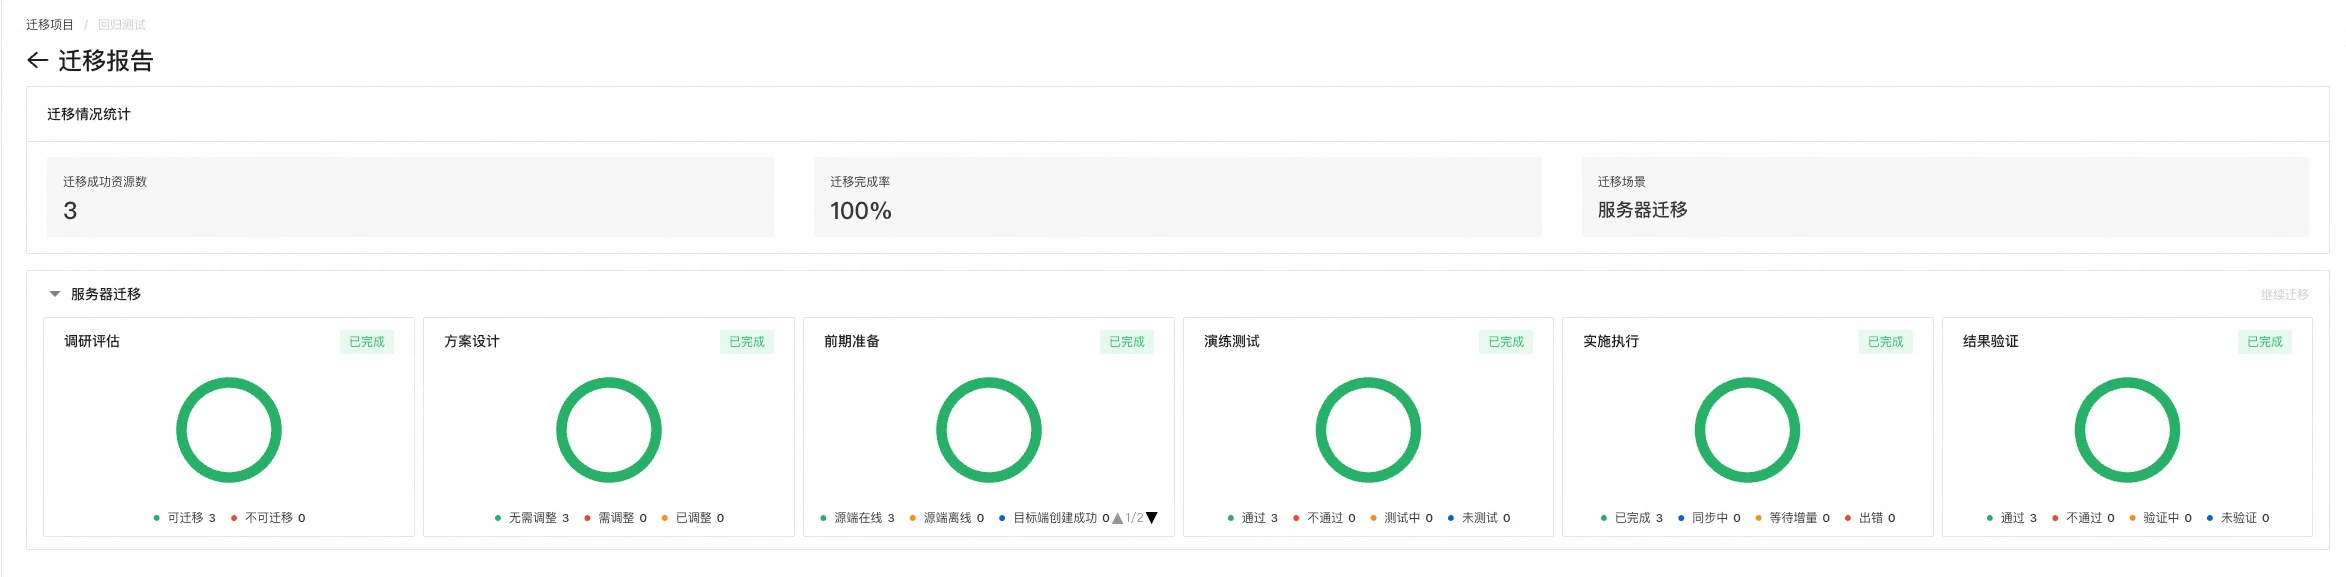 迁移项目 / 回归测试
← 迁移报告
迁移情况统计
迁移成功资源数
3
迁移完成率
100%
迁移场景
服务器迁移
服务器迁移 继续迁移
调研评估 已完成
可迁移 3 不可迁移 0
方案设计 已完成
无需调整 3 需调整 0 已调整 0
前期准备 已完成
源端在线 3 源端离线 0 目标端创建成功 0 ▲1/2▼
演练测试 已完成
通过 3 不通过 0 测试中 0 未测试 0
实施执行 已完成
已完成 3 同步中 0 等待增量 0 出错 0
结果验证 已完成
通过 3 不通过 0 验证中 0 未验证 0